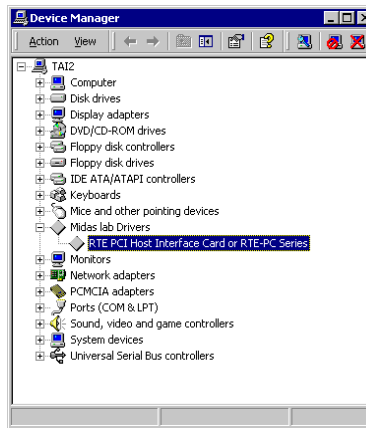 Device Manager
Action View
TAI2
Computer
Disk drives
Display adapters
DVD/CD-ROM drives
Floppy disk controllers
Floppy disk drives
IDE ATA/ATAPI controllers
Keyboards
Mice and other pointing devices
Midas lab Drivers
RTE PCI Host Interface Card or RTE-PC Series
Monitors
Network adapters
PCMCIA adapters
Ports (COM & LPT)
Sound, video and game controllers
System devices
Universal Serial Bus controllers